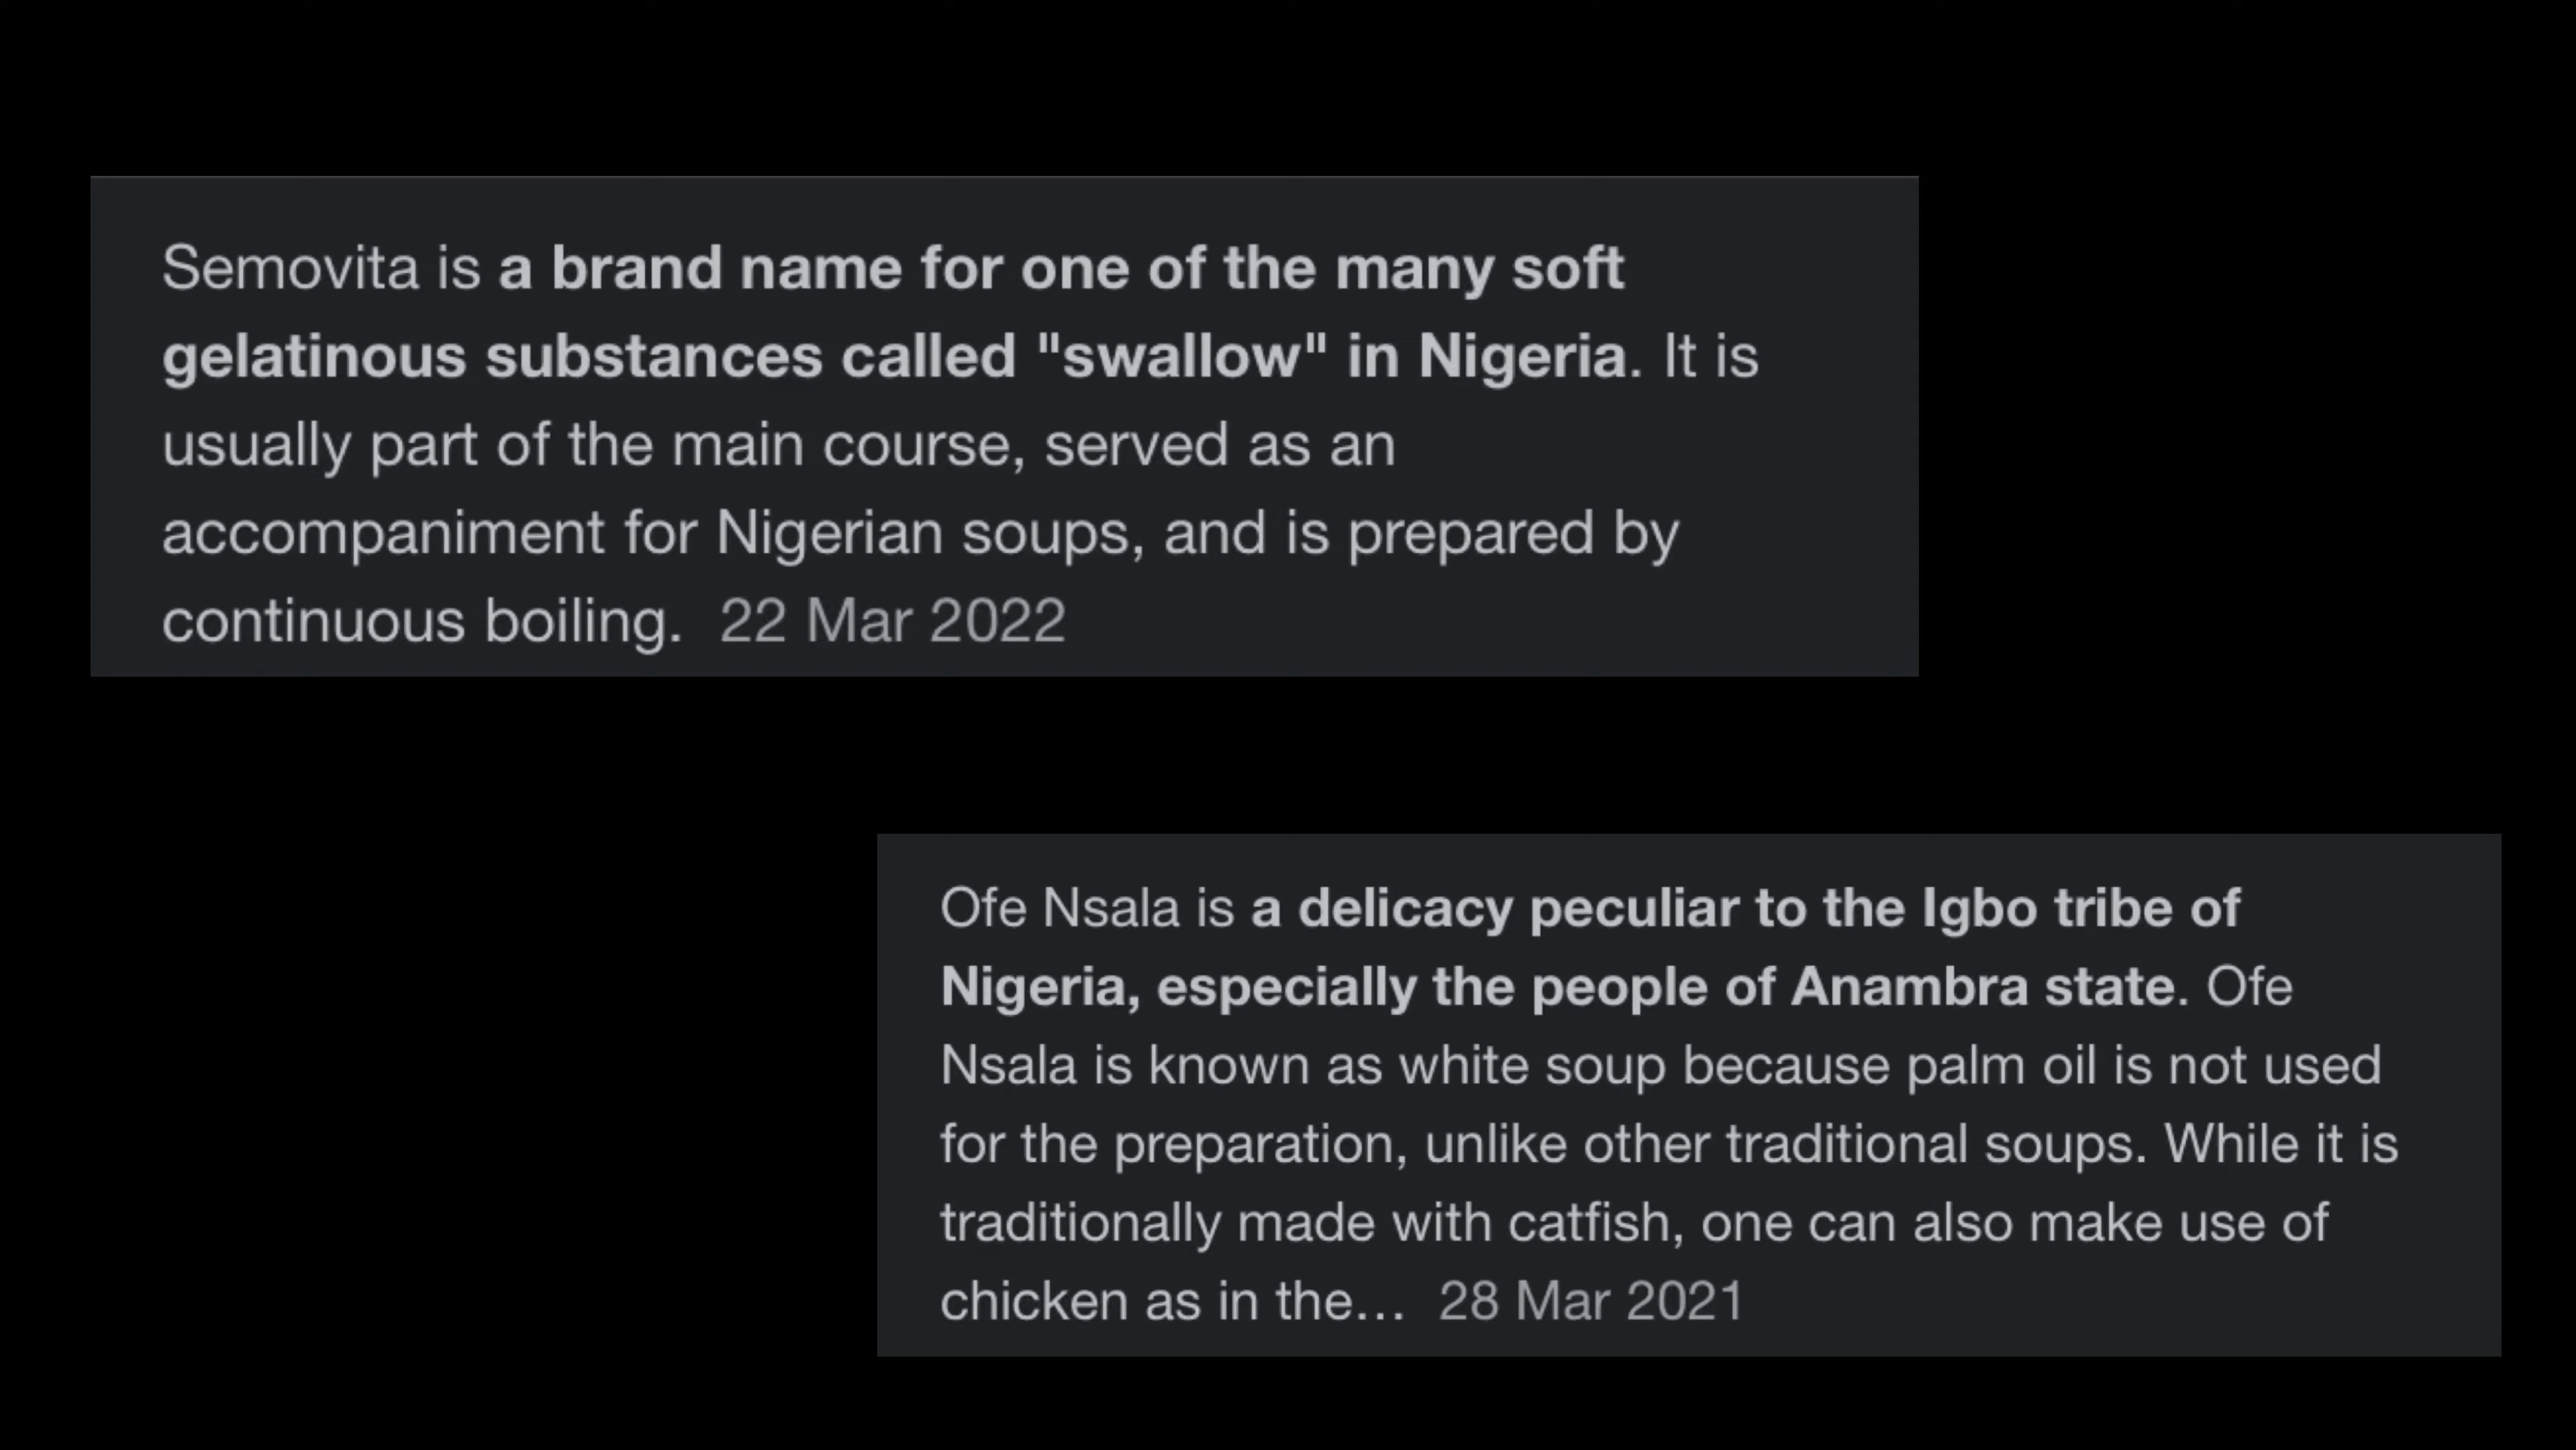 Semovita is a brand name for one of the many soft
gelatinous substances called "swallow" in Nigeria. It is
usually part of the main course, served as an
accompaniment for Nigerian soups, and is prepared by
continuous boiling. 22 Mar 2022
Ofe Nsala is a delicacy peculiar to the Igbo tribe of
Nigeria, especially the people of Anambra state. Ofe
Nsala is known as white soup because palm oil is not used
for the preparation, unlike other traditional soups. While it is
traditionally made with catfish, one can also make use of
chicken as in the... 28 Mar 2021